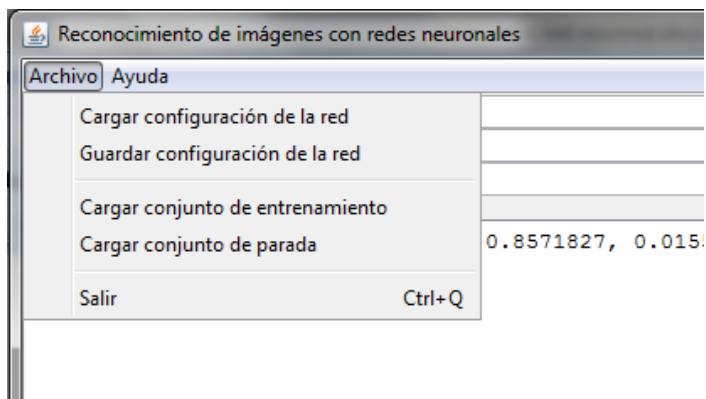 Reconocimiento de imágenes con redes neuronales
Archivo Ayuda
Cargar configuración de la red
Guardar configuración de la red
Cargar conjunto de entrenamiento
Cargar conjunto de parada
0.8571827, 0.015
Salir Ctrl+Q